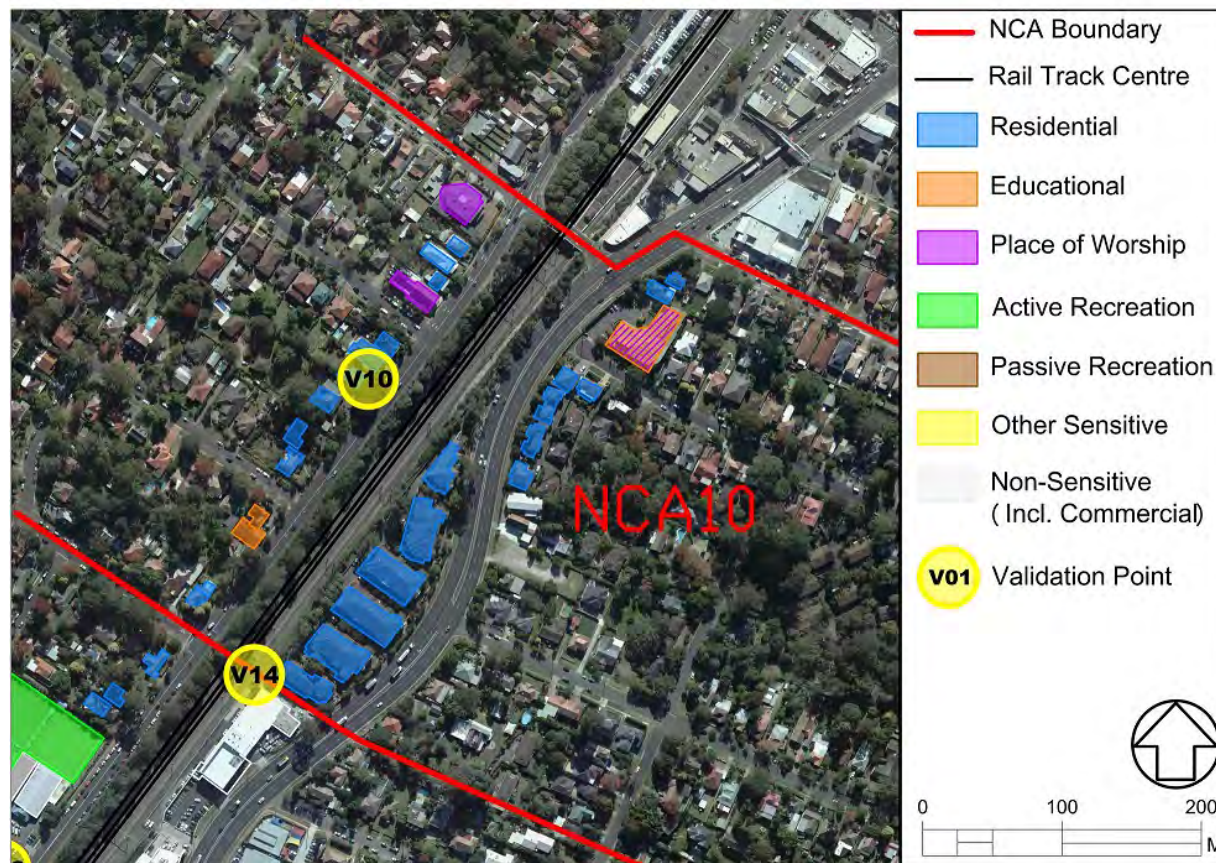 NCA Boundary
Rail Track Centre
Residential
Educational
Place of Worship
Active Recreation
Passive Recreation
Other Sensitive
Non-Sensitive
( Incl. Commercial)
V01 Validation Point
V10
NCA10
V14
0 100 200
M